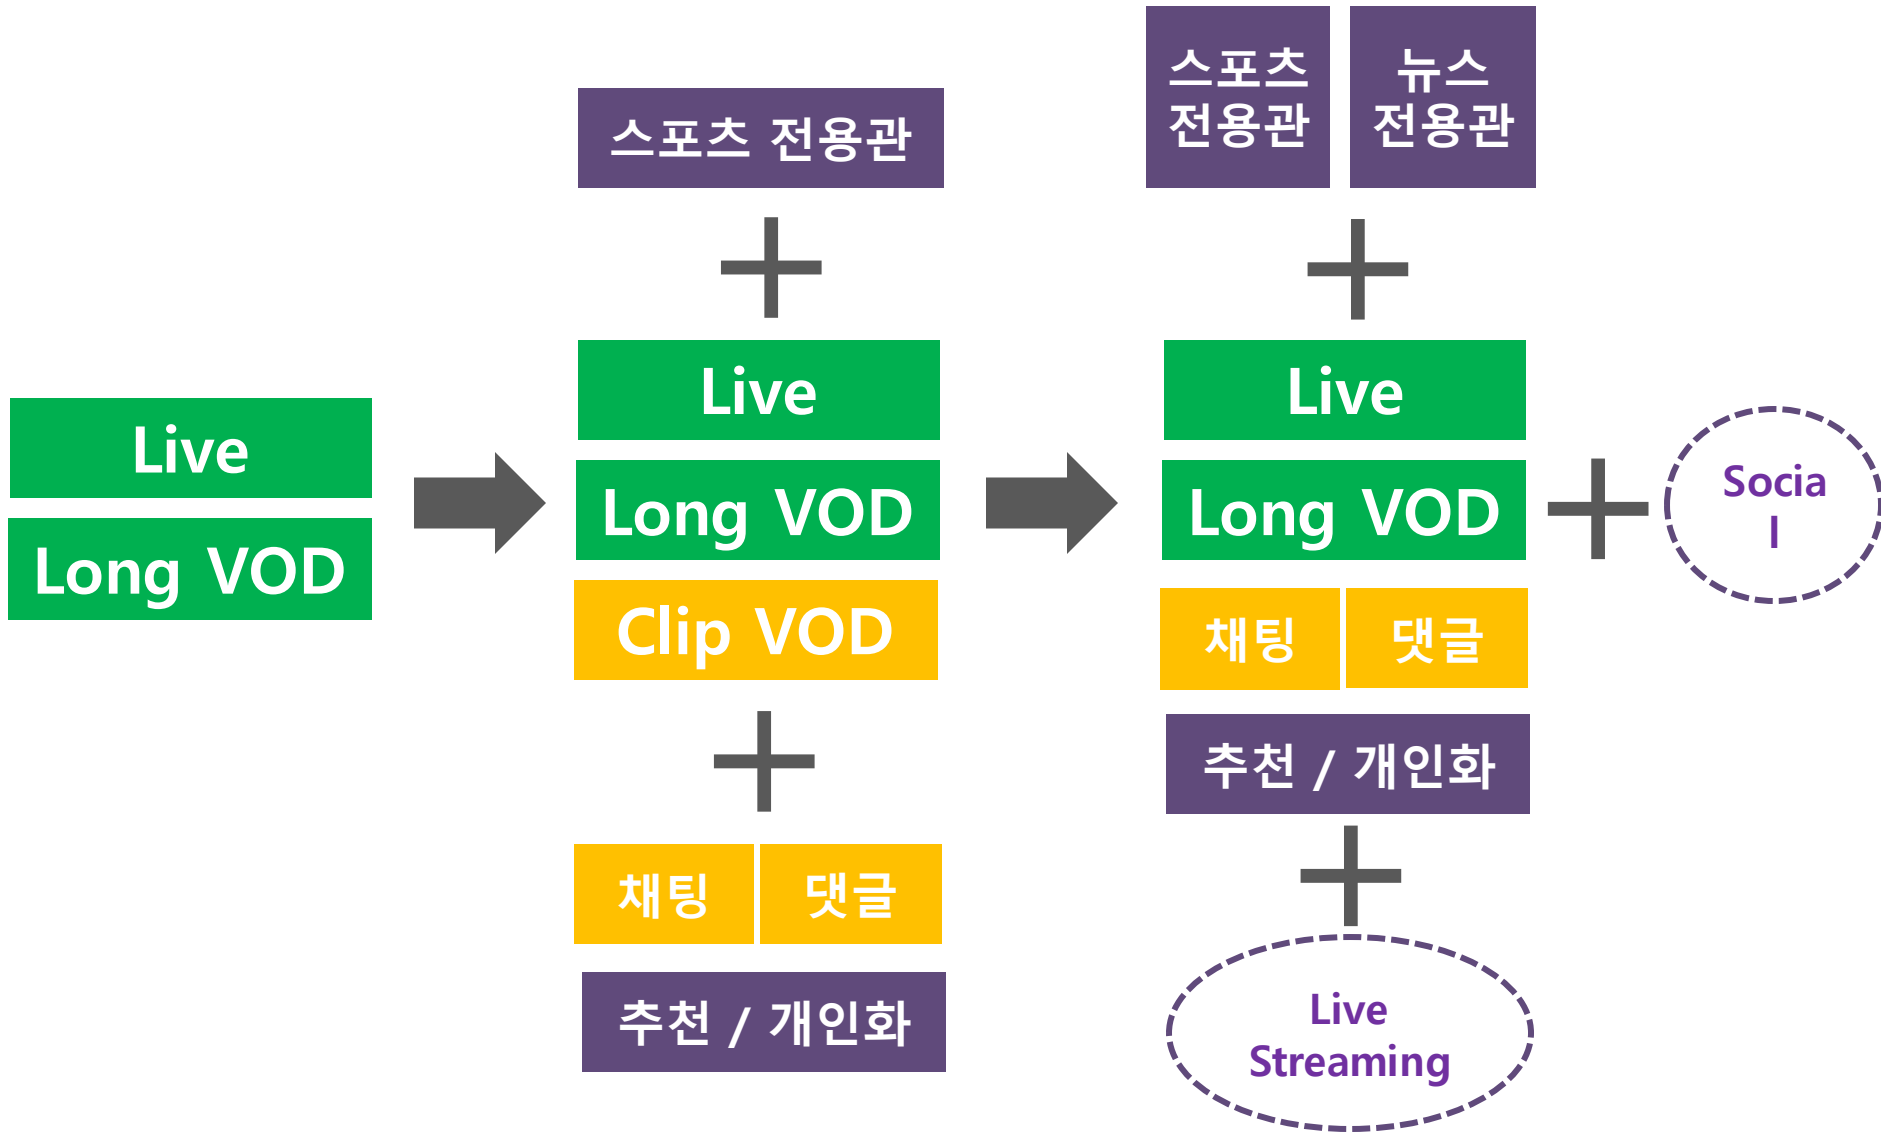 Live
Long VOD
스포츠 전용관
Live
Long VOD
Clip VOD
채팅
댓글
추천 / 개인화
스포츠
전용관
뉴스
전용관
Live
Long VOD
채팅
댓글
추천 / 개인화
Live
Streaming
Socia
l